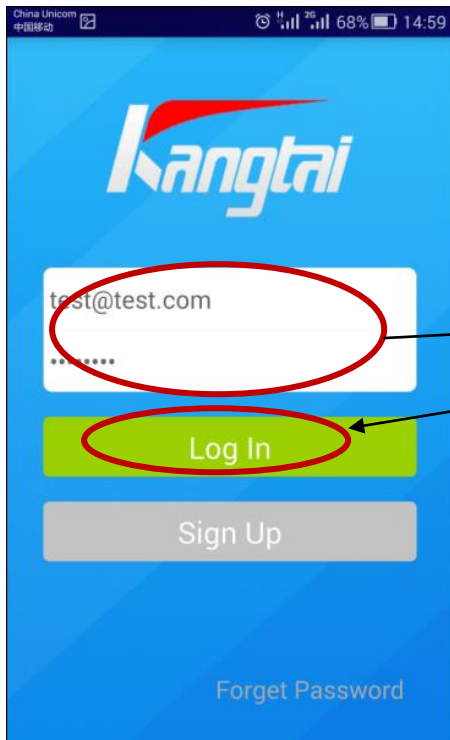 China Unicom
中国移动
H 2G 68% 14:59
Kangtai
test@test.com
••••••••
Log In
Sign Up
Forget Password